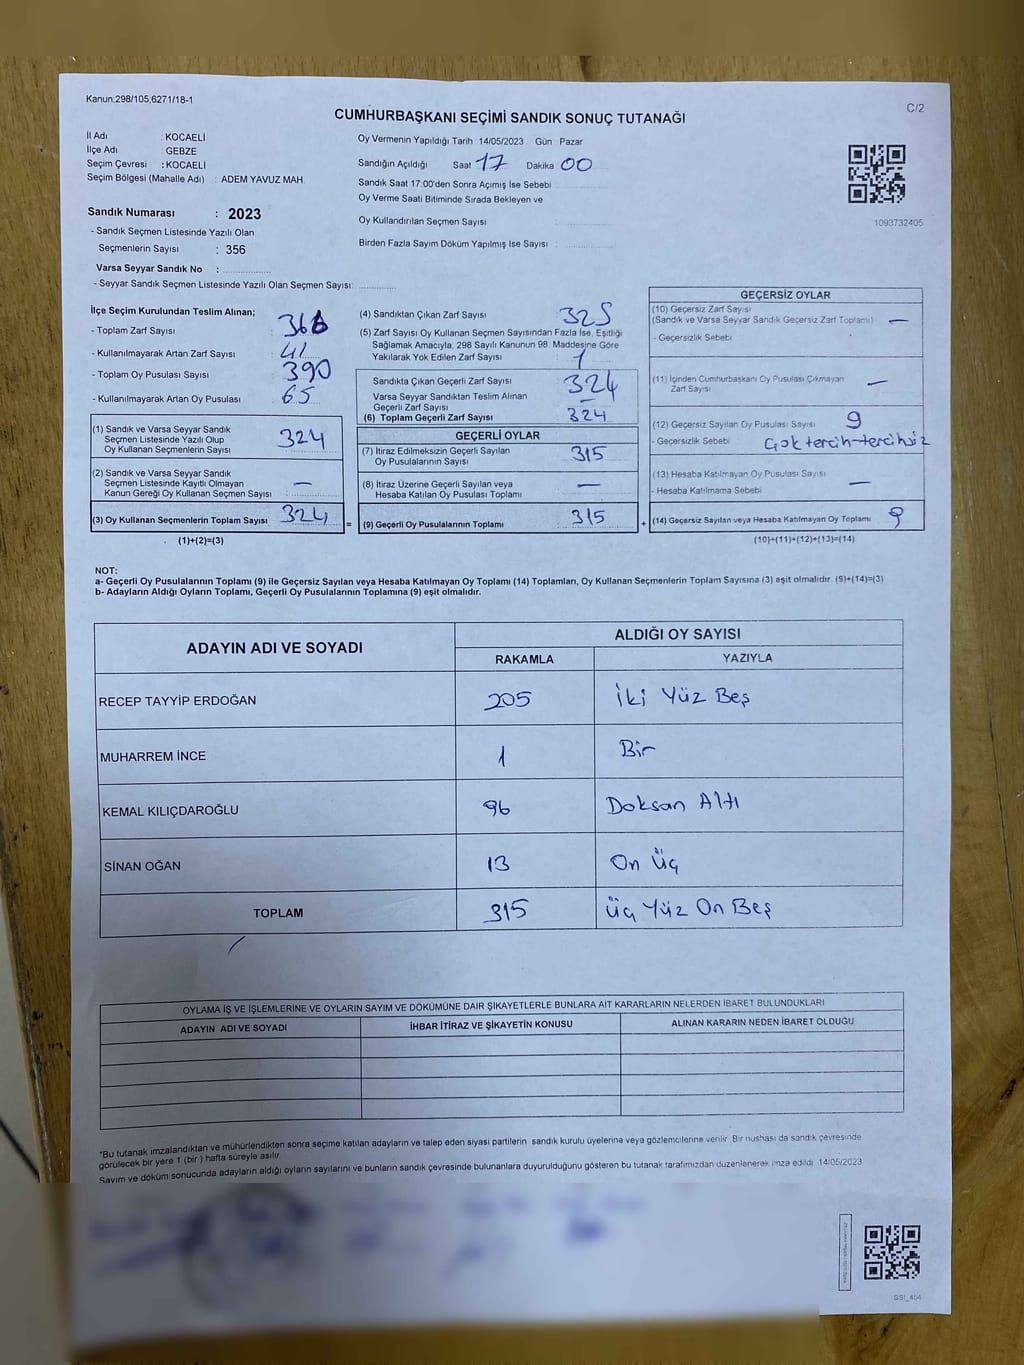 Kanun.298/105,6271/18-1
C/2
CUMHURBAŞKANI SEÇİMİ SANDIK SONUÇ TUTANAĞI
İl Adı : KOCAELİ
İlçe Adı : GEBZE
Seçim Çevresi : KOCAELİ
Seçim Bölgesi (Mahalle Adı) : ADEM YAVUZ MAH.
Oy Vermenin Yapıldığı Tarih 14/05/2023 Gün Pazar
Sandığın Açıldığı Saat 17 Dakika 00
Sandık Saat 17:00'den Sonra Açımış İse Sebebi
Oy Verme Saati Bitiminde Sırada Bekleyen ve
Oy Kullandırılan Seçmen Sayısı
Birden Fazla Sayım Döküm Yapılmış İse Sayısı :
1093732405
Sandık Numarası : 2023
- Sandık Seçmen Listesinde Yazılı Olan
Seçmenlerin Sayısı : 356
Varsa Seyyar Sandık No :
- Seyyar Sandık Seçmen Listesinde Yazılı Olan Seçmen Sayısı:
İlçe Seçim Kurulundan Teslim Alınan;
- Toplam Zarf Sayısı 366
- Kullanılmayarak Artan Zarf Sayısı 41
- Toplam Oy Pusulası Sayısı 390
- Kullanılmayarak Artan Oy Pusulası 65
(1) Sandık ve Varsa Seyyar Sandık
Seçmen Listesinde Yazılı Olup
Oy Kullanan Seçmenlerin Sayısı 324
(2) Sandık ve Varsa Seyyar Sandık
Seçmen Listesinde Kayıtlı Olmayan
Kanun Gereği Oy Kullanan Seçmen Sayısı : —
(3) Oy Kullanan Seçmenlerin Toplam Sayısı 324
(1)+(2)=(3)
(4) Sandıktan Çıkan Zarf Sayısı 325
(5) Zarf Sayısı Oy Kullanan Seçmen Sayısından Fazla İse, Eşitliği
Sağlamak Amacıyla, 298 Sayılı Kanunun 98. Maddesine Göre
Yakılarak Yok Edilen Zarf Sayısı 1
Sandıkta Çıkan Geçerli Zarf Sayısı 324
Varsa Seyyar Sandıktan Teslim Alınan
Geçerli Zarf Sayısı —
(6) Toplam Geçerli Zarf Sayısı 324
GEÇERLİ OYLAR
(7) İtiraz Edilmeksizin Geçerli Sayılan
Oy Pusulalarının Sayısı 315
(8) İtiraz Üzerine Geçerli Sayılan veya
Hesaba Katılan Oy Pusulası Toplamı —
= (9) Geçerli Oy Pusulalarının Toplamı 315
GEÇERSİZ OYLAR
(10) Geçersiz Zarf Sayısı
(Sandık ve Varsa Seyyar Sandık Geçersiz Zarf Toplamı) —
- Geçersizlik Sebebi
(11) İçinden Cumhurbaşkanı Oy Pusulası Çıkmayan
Zarf Sayısı —
(12) Geçersiz Sayılan Oy Pusulası Sayısı 9
- Geçersizlik Sebebi Çok tercih-tercihsiz
(13) Hesaba Katılmayan Oy Pusulası Sayısı —
- Hesaba Katılmama Sebebi
+ (14) Geçersiz Sayılan veya Hesaba Katılmayan Oy Toplamı 9
(10)+(11)+(12)+(13)=(14)
NOT:
a- Geçerli Oy Pusulalarının Toplamı (9) ile Geçersiz Sayılan veya Hesaba Katılmayan Oy Toplamı (14) Toplamları, Oy Kullanan Seçmenlerin Toplam Sayısına (3) eşit olmalıdır. (9)+(14)=(3)
b- Adayların Aldığı Oyların Toplamı, Geçerli Oy Pusulalarının Toplamına (9) eşit olmalıdır.
ADAYIN ADI VE SOYADI
ALDIĞI OY SAYISI
RAKAMLA YAZIYLA
RECEP TAYYİP ERDOĞAN 205 İki Yüz Beş
MUHARREM İNCE 1 Bir
KEMAL KILIÇDAROĞLU 96 Doksan Altı
SİNAN OĞAN 13 On Üç
TOPLAM 315 Üç Yüz On Beş
OYLAMA İŞ VE İŞLEMLERİNE VE OYLARIN SAYIM VE DÖKÜMÜNE DAİR ŞİKAYETLERLE BUNLARA AİT KARARLARIN NELERDEN İBARET BULUNDUKLARI
ADAYIN ADI VE SOYADI İHBAR İTİRAZ VE ŞİKAYETİN KONUSU ALINAN KARARIN NEDEN İBARET OLDUĞU
*Bu tutanak imzalandıktan ve mühürlendikten sonra seçime katılan adayların ve talep eden siyasi partilerin sandık kurulu üyelerine veya gözlemcilerine verilir. Bir nüshası da sandık çevresinde
görülecek bir yere 1 (bir ) hafta süreyle asılır.
Sayım ve döküm sonucunda adayların aldığı oyların sayılarını ve bunların sandık çevresinde bulunanlara duyurulduğunu gösteren bu tutanak tarafımızdan düzenlenerek imza edildi. 14/05/2023